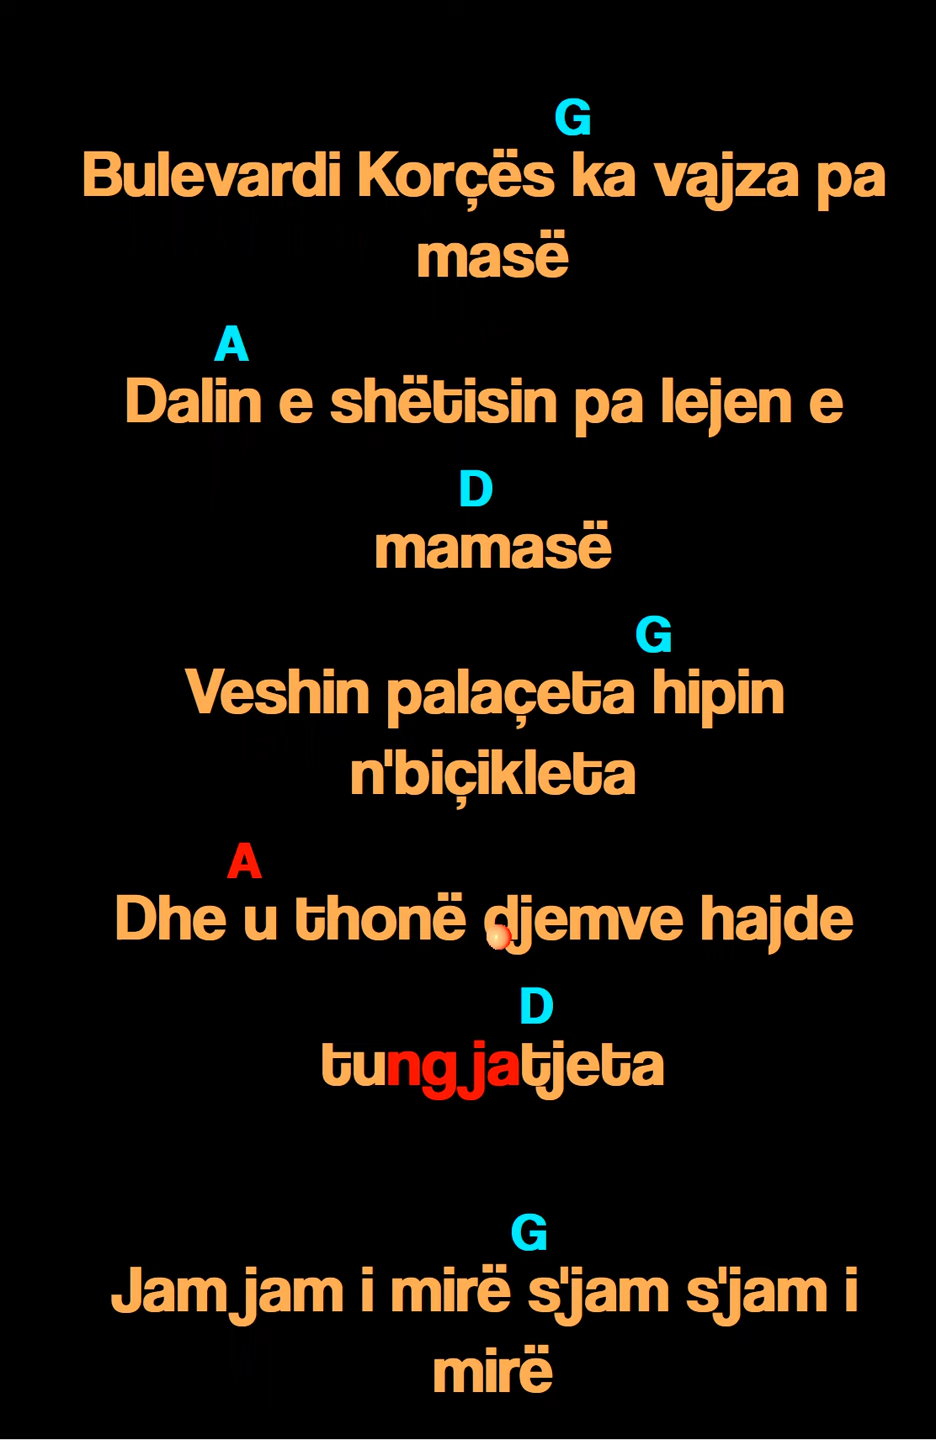 G
Bulevardi Korçës ka vajza pa
masë
A
Dalin e shëtisin pa lejen e
D
mamasë
G
Veshin palaçeta hipin
n'biçikleta
A
Dhe u thonë djemve hajde
D
tungjatjeta
G
Jam jam i mirë s'jam s'jam i
mirë